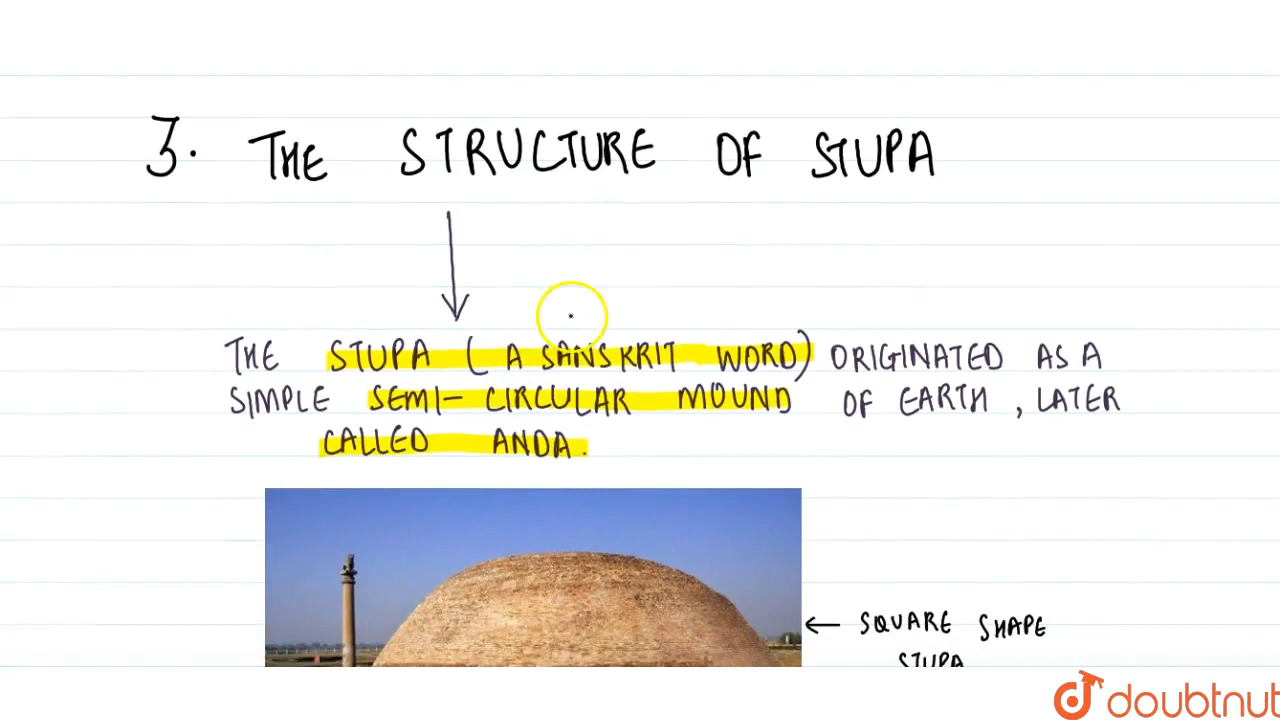 3. THE STRUCTURE OF STUPA
THE STUPA ( A SANSKRIT WORD) ORIGINATED AS A
SIMPLE SEMI- CIRCULAR MOUND OF EARTH , LATER
CALLED ANDA.
← SQUARE SHAPE
STUPA
doubtnut